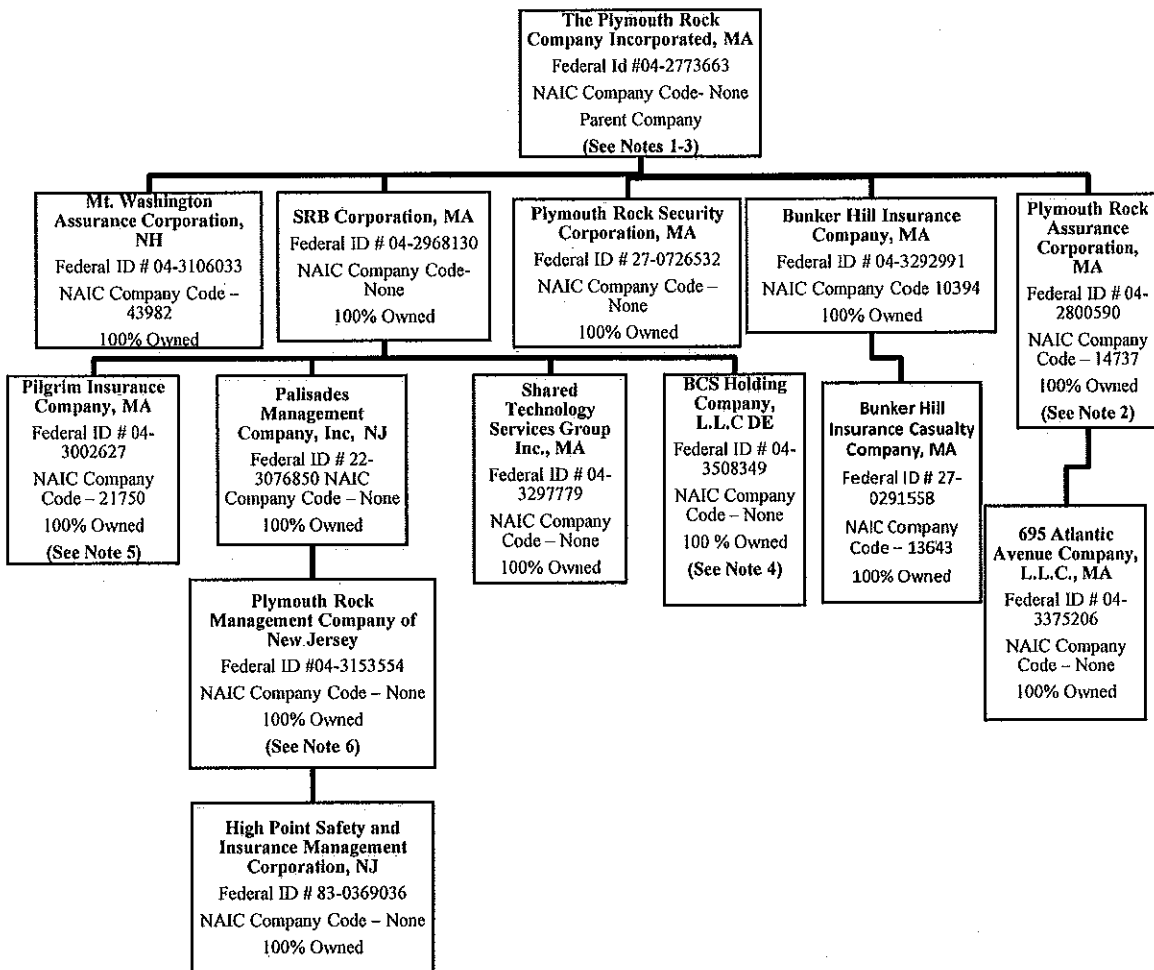 The Plymouth Rock
Company Incorporated, MA
Federal Id #04-2773663
NAIC Company Code- None
Parent Company
(See Notes 1-3)
Mt. Washington
Assurance Corporation,
NH
Federal ID # 04-3106033
NAIC Company Code –
43982
100% Owned
SRB Corporation, MA
Federal ID # 04-2968130
NAIC Company Code-
None
100% Owned
Plymouth Rock Security
Corporation, MA
Federal ID # 27-0726532
NAIC Company Code –
None
100% Owned
Bunker Hill Insurance
Company, MA
Federal ID # 04-3292991
NAIC Company Code 10394
100% Owned
Plymouth Rock
Assurance
Corporation,
MA
Federal ID # 04-
2800590
NAIC Company
Code – 14737
100% Owned
(See Note 2)
Pilgrim Insurance
Company, MA
Federal ID # 04-
3002627
NAIC Company
Code – 21750
100% Owned
(See Note 5)
Palisades
Management
Company, Inc, NJ
Federal ID # 22-
3076850 NAIC
Company Code – None
100% Owned
Shared
Technology
Services Group
Inc., MA
Federal ID # 04-
3297779
NAIC Company
Code – None
100% Owned
BCS Holding
Company,
L.L.C DE
Federal ID # 04-
3508349
NAIC Company
Code – None
100 % Owned
(See Note 4)
Bunker Hill
Insurance Casualty
Company, MA
Federal ID # 27-
0291558
NAIC Company
Code – 13643
100% Owned
695 Atlantic
Avenue Company,
L.L.C., MA
Federal ID # 04-
3375206
NAIC Company
Code – None
100% Owned
Plymouth Rock
Management Company of
New Jersey
Federal ID #04-3153554
NAIC Company Code – None
100% Owned
(See Note 6)
High Point Safety and
Insurance Management
Corporation, NJ
Federal ID # 83-0369036
NAIC Company Code – None
100% Owned